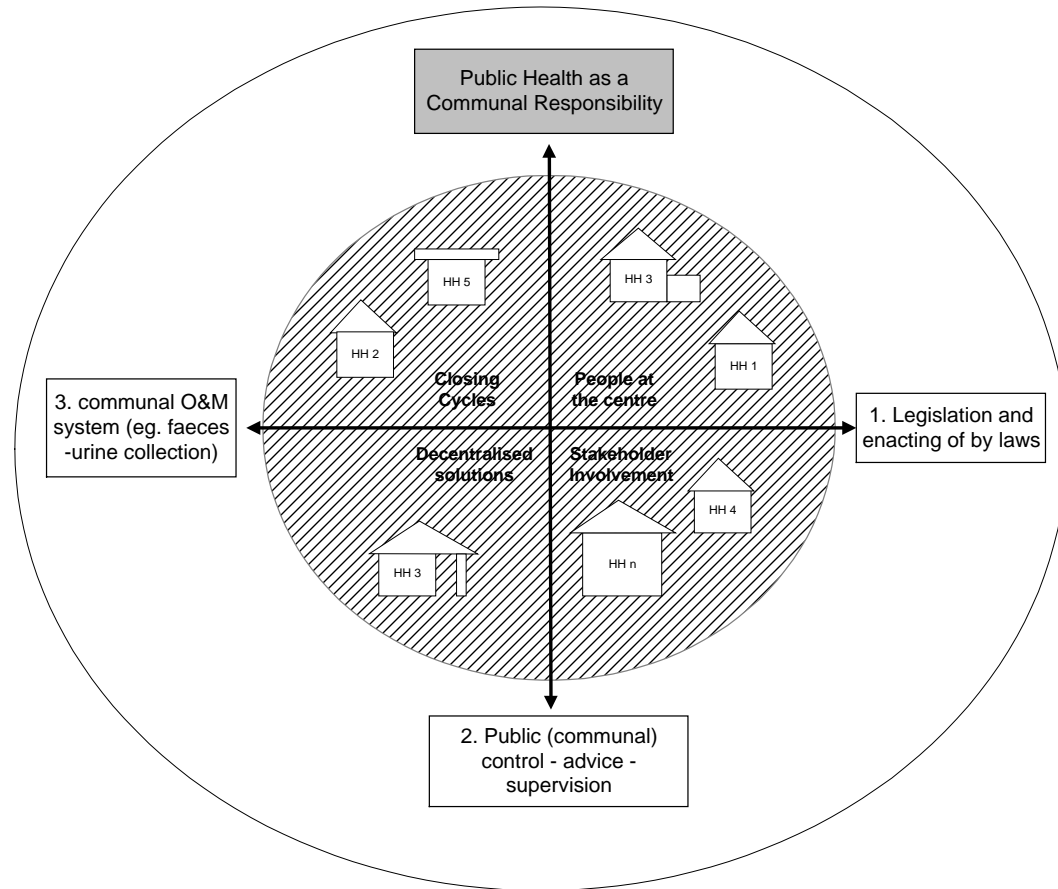 Public Health as a
Communal Responsibility
HH 3
HH 5
HH 2
HH 1
Closing
Cycles
People at
the centre
3. communal O&M
system (eg. faeces
-urine collection)
1. Legislation and
enacting of by laws
Decentralised
solutions
Stakeholder
Involvement
HH 4
HH n
HH 3
2. Public (communal)
control - advice -
supervision